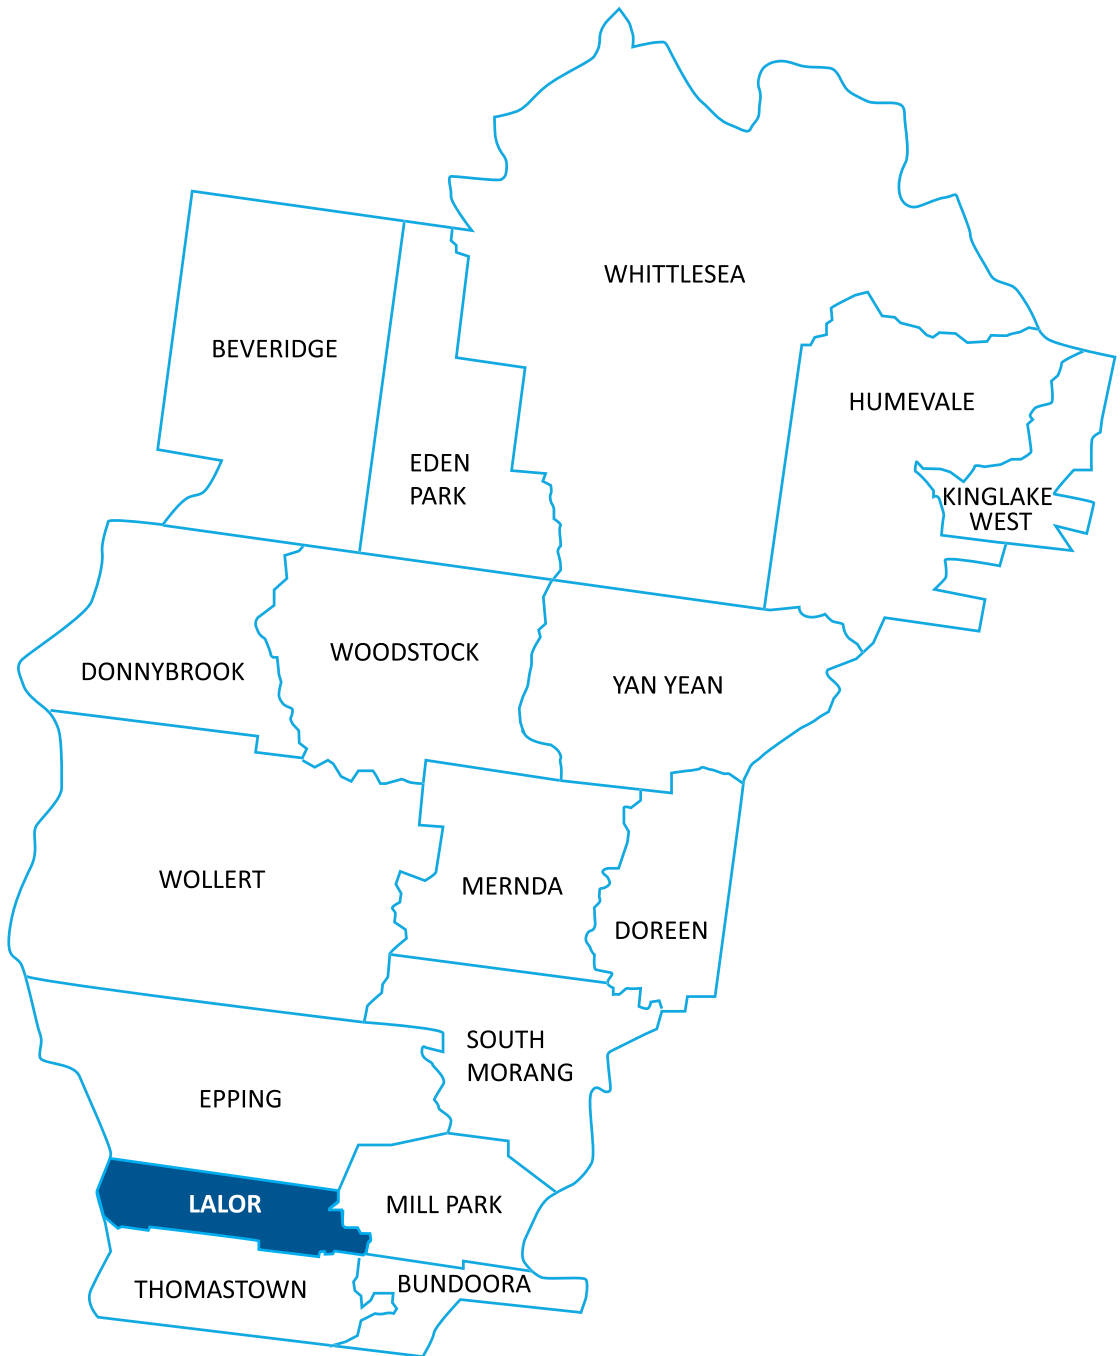 WHITTLESEA
BEVERIDGE
HUMEVALE
EDEN
PARK
KINGLAKE
WEST
WOODSTOCK
DONNYBROOK
YAN YEAN
WOLLERT
MERNDA
DOREEN
SOUTH
MORANG
EPPING
LALOR
MILL PARK
BUNDOORA
THOMASTOWN